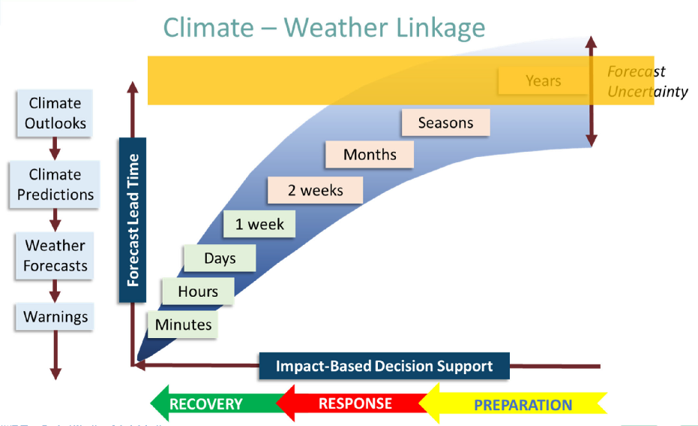 Climate – Weather Linkage
Forecast
Uncertainty
Years
Climate
Outlooks
Seasons
Months
Climate
Predictions
2 weeks
1 week
Weather
Forecasts
Days
Hours
Warnings
Minutes
Forecast Lead Time
Impact-Based Decision Support
RECOVERY
RESPONSE
PREPARATION